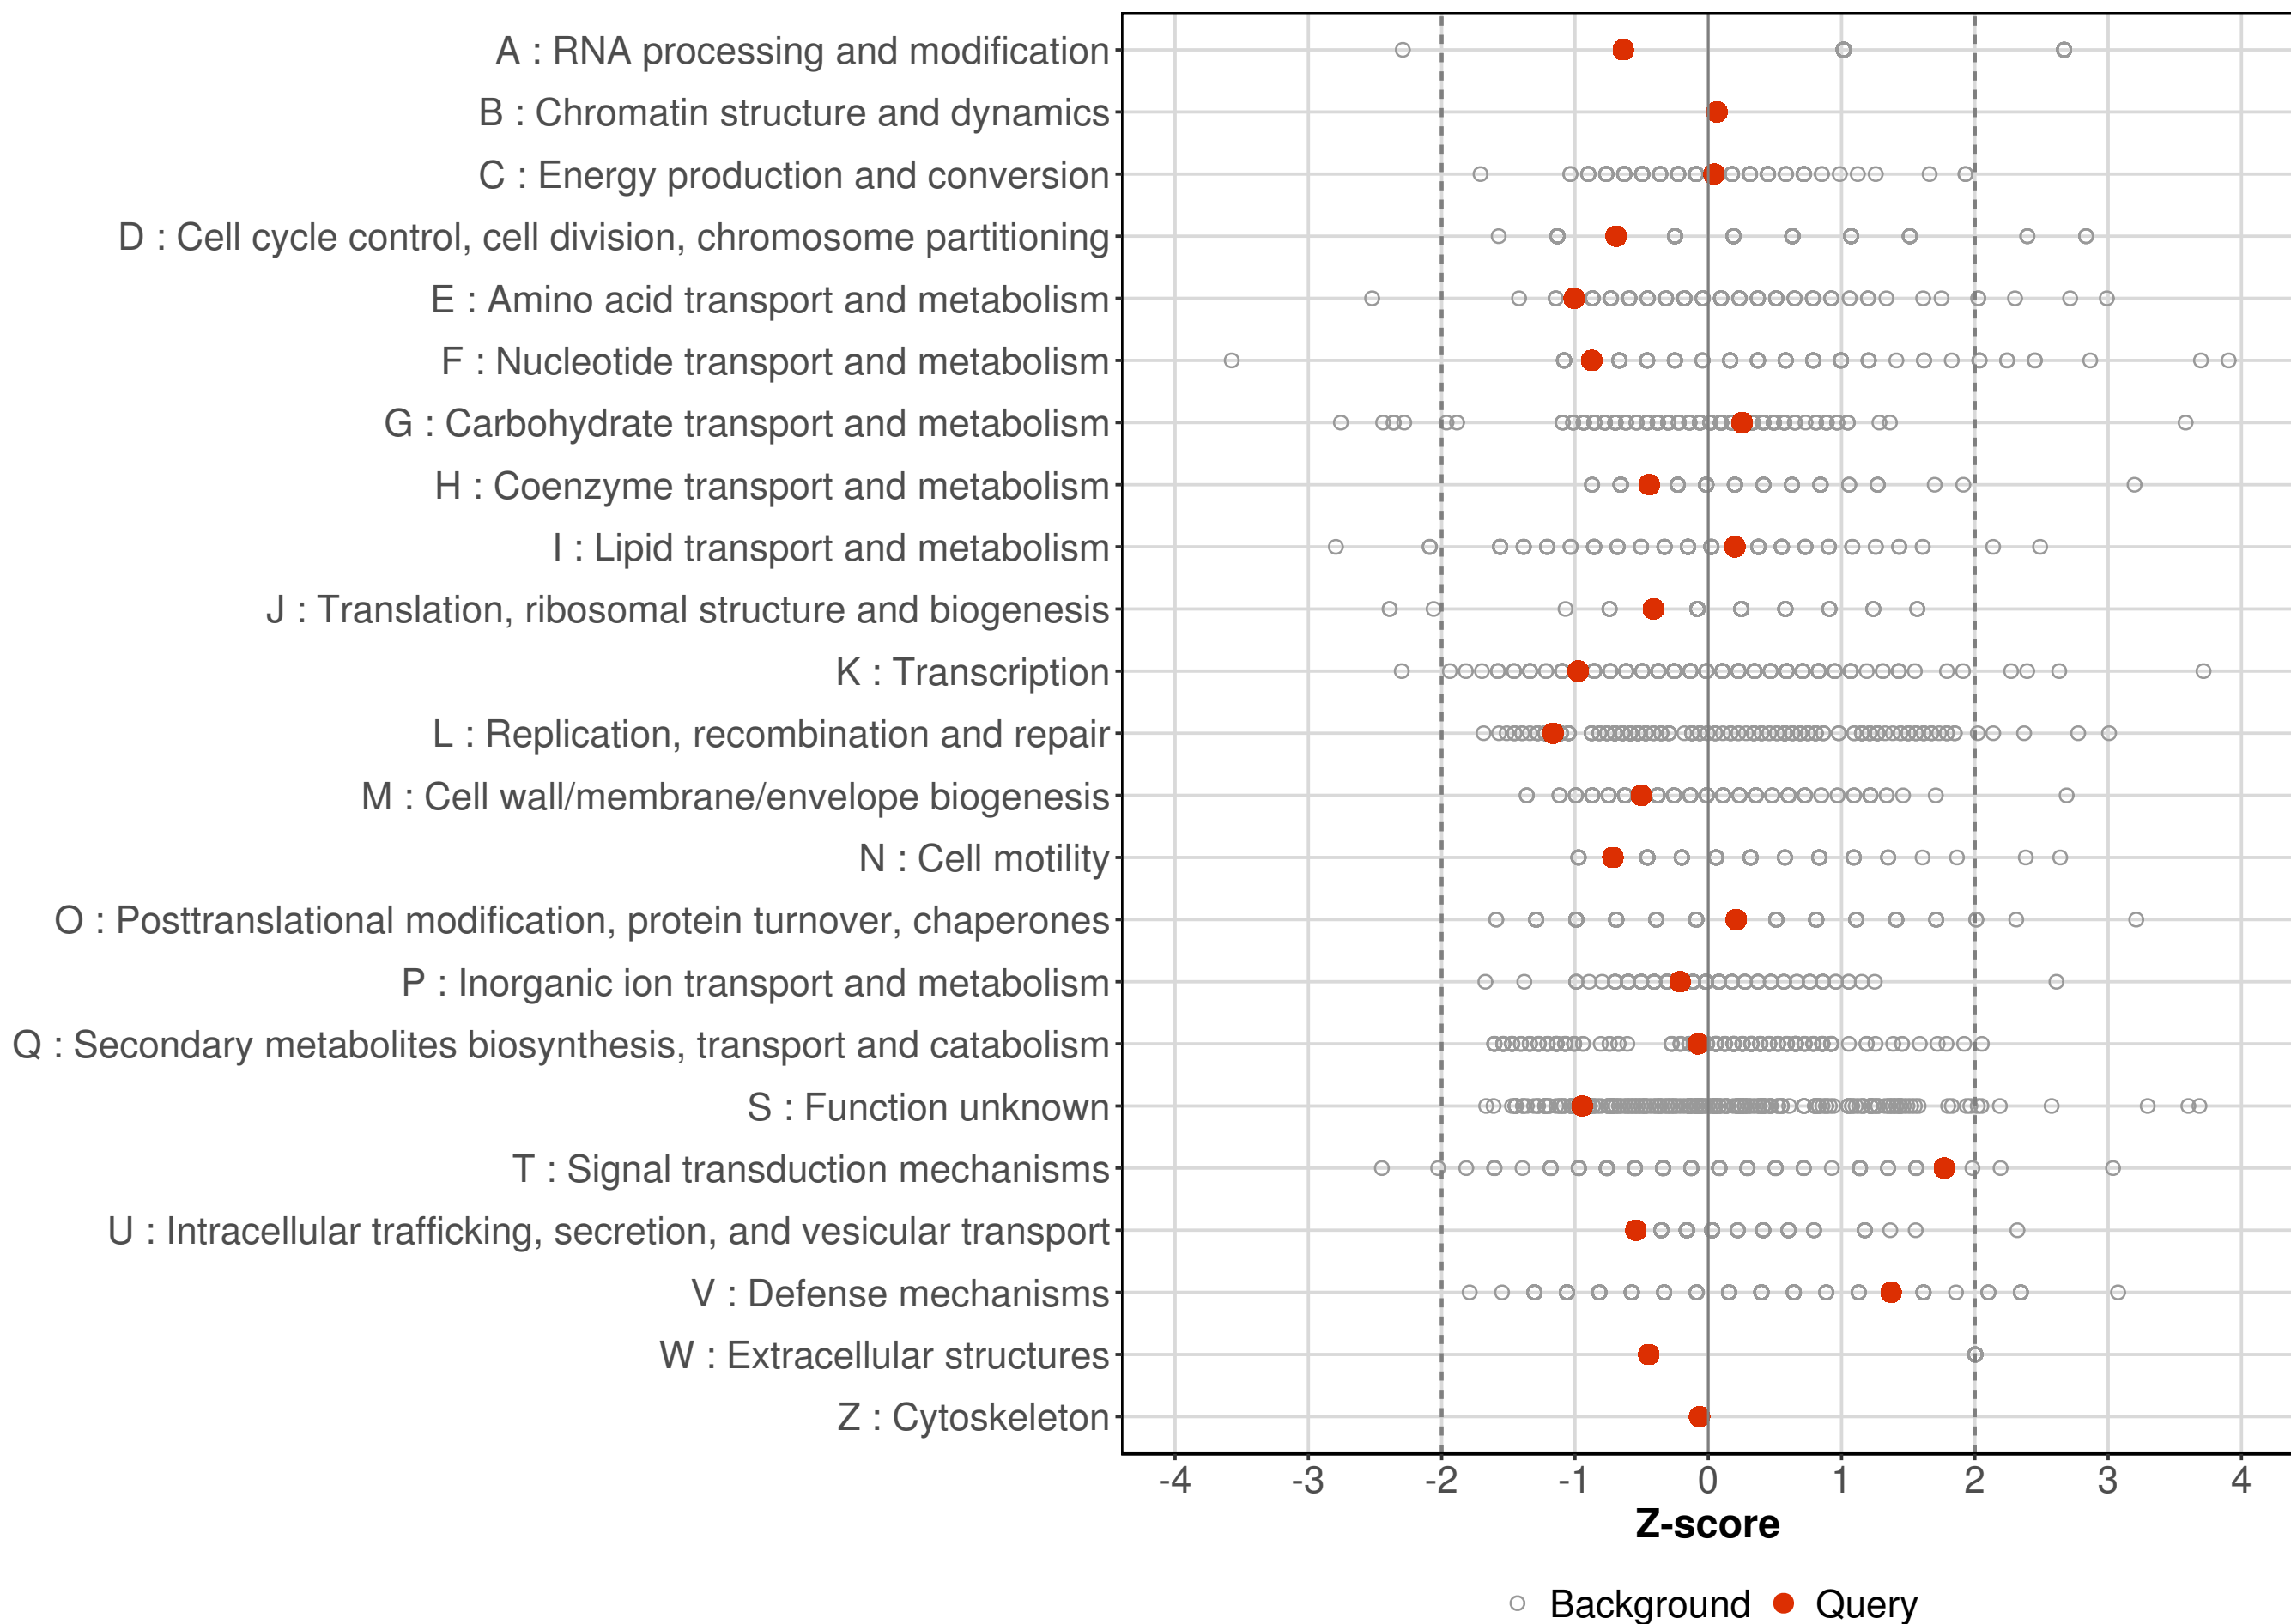 A : RNA processing and modification
B : Chromatin structure and dynamics
C : Energy production and conversion
D : Cell cycle control, cell division, chromosome partitioning
E : Amino acid transport and metabolism
F : Nucleotide transport and metabolism
G : Carbohydrate transport and metabolism
H : Coenzyme transport and metabolism
I : Lipid transport and metabolism
J : Translation, ribosomal structure and biogenesis
K : Transcription
L : Replication, recombination and repair
M : Cell wall/membrane/envelope biogenesis
N : Cell motility
O : Posttranslational modification, protein turnover, chaperones
P : Inorganic ion transport and metabolism
Q : Secondary metabolites biosynthesis, transport and catabolism
S : Function unknown
T : Signal transduction mechanisms
U : Intracellular trafficking, secretion, and vesicular transport
V : Defense mechanisms
W : Extracellular structures
Z : Cytoskeleton
-4 -3 -2 -1 0 1 2 3 4
Z-score
Background Query